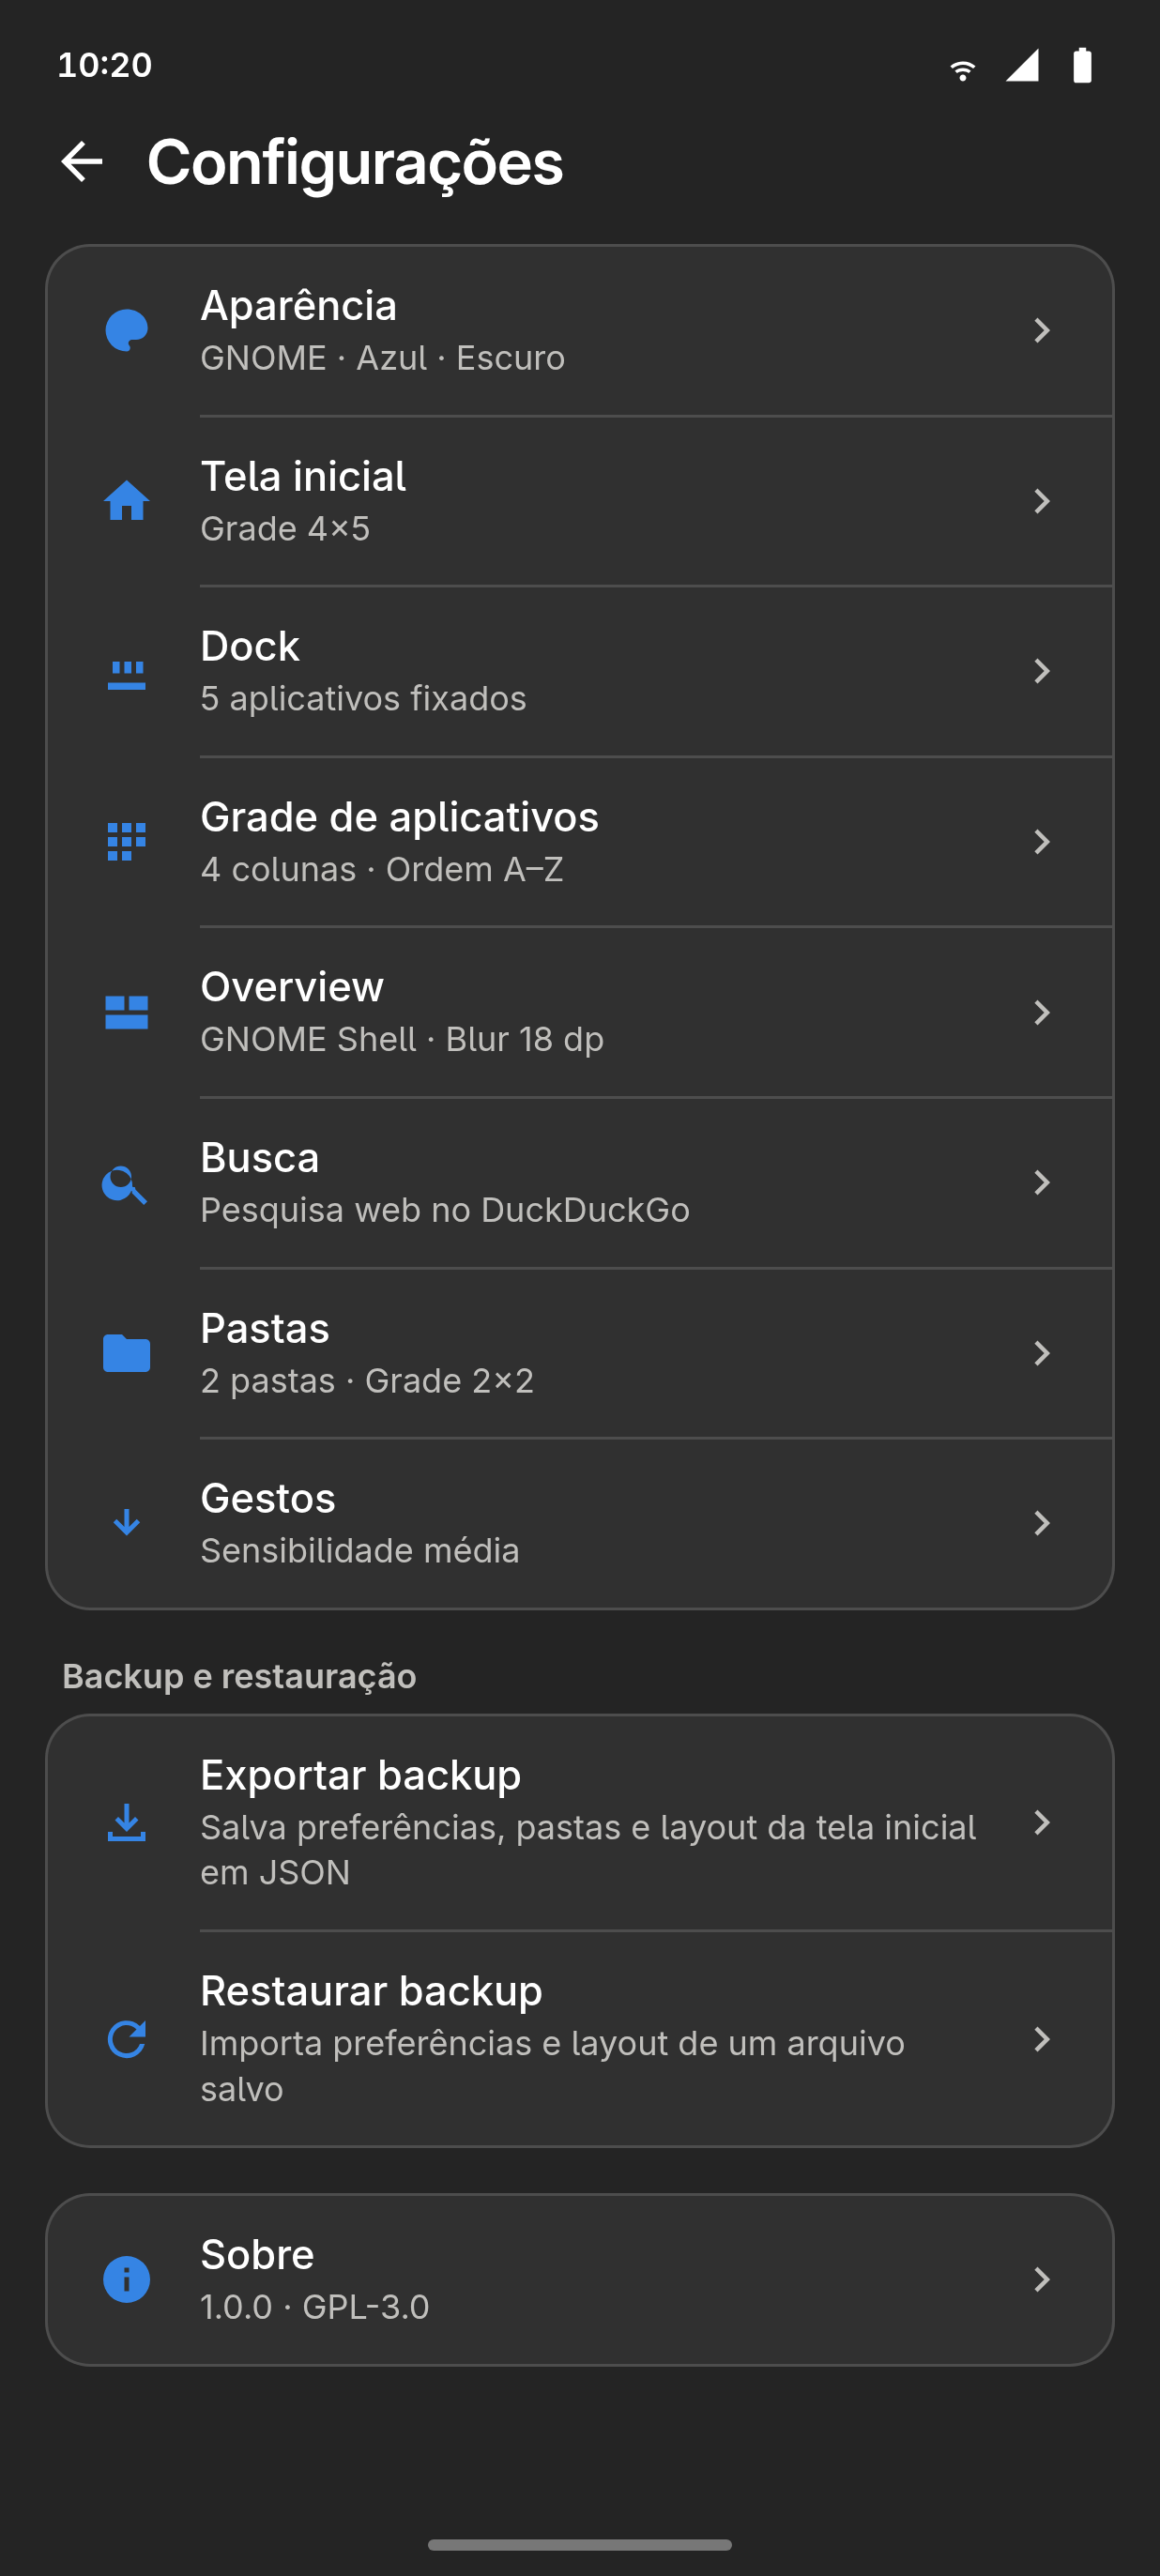 10:20
Configurações
Aparência
GNOME · Azul · Escuro
Tela inicial
Grade 4×5
Dock
5 aplicativos fixados
Grade de aplicativos
4 colunas · Ordem A–Z
Overview
GNOME Shell · Blur 18 dp
Busca
Pesquisa web no DuckDuckGo
Pastas
2 pastas · Grade 2×2
Gestos
Sensibilidade média
Backup e restauração
Exportar backup
Salva preferências, pastas e layout da tela inicial
em JSON
Restaurar backup
Importa preferências e layout de um arquivo
salvo
Sobre
1.0.0 · GPL-3.0